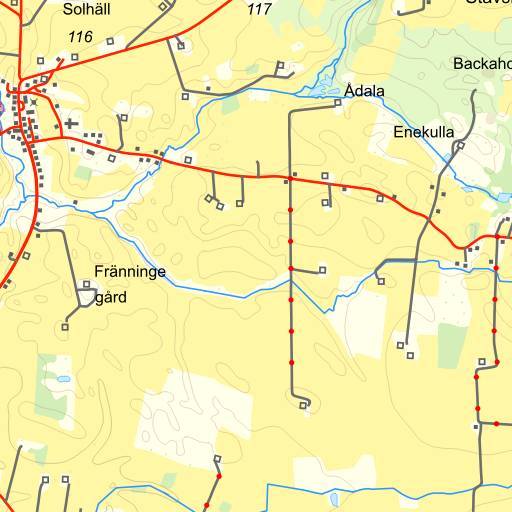 Solhäll
117
116
Backaho
Ådala
Enekulla
Fränninge
gård